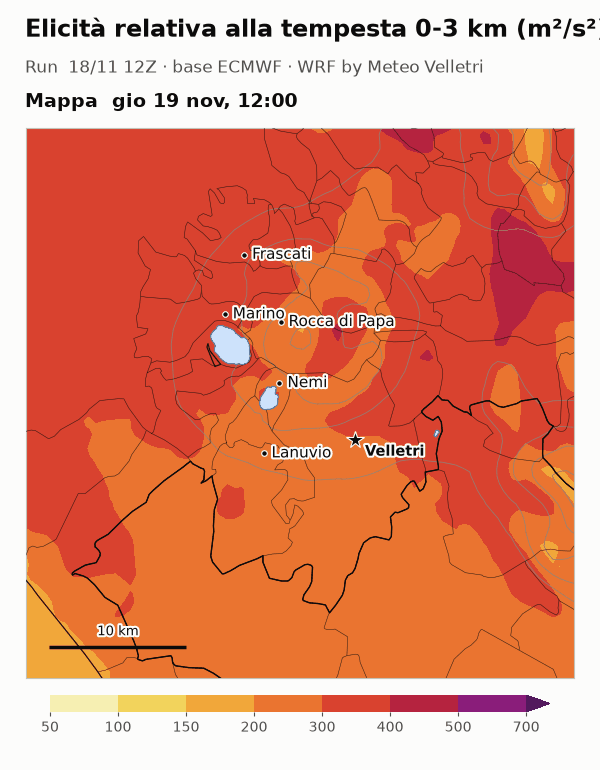 Elicità relativa alla tempesta 0-3 km (m²/s²)
Run  18/11 12Z · base ECMWF · WRF by Meteo Velletri
Mappa  gio 19 nov, 12:00
Frascati
Marino
Rocca di Papa
Nemi
Velletri
Lanuvio
10 km
50 100 150 200 300 400 500 700